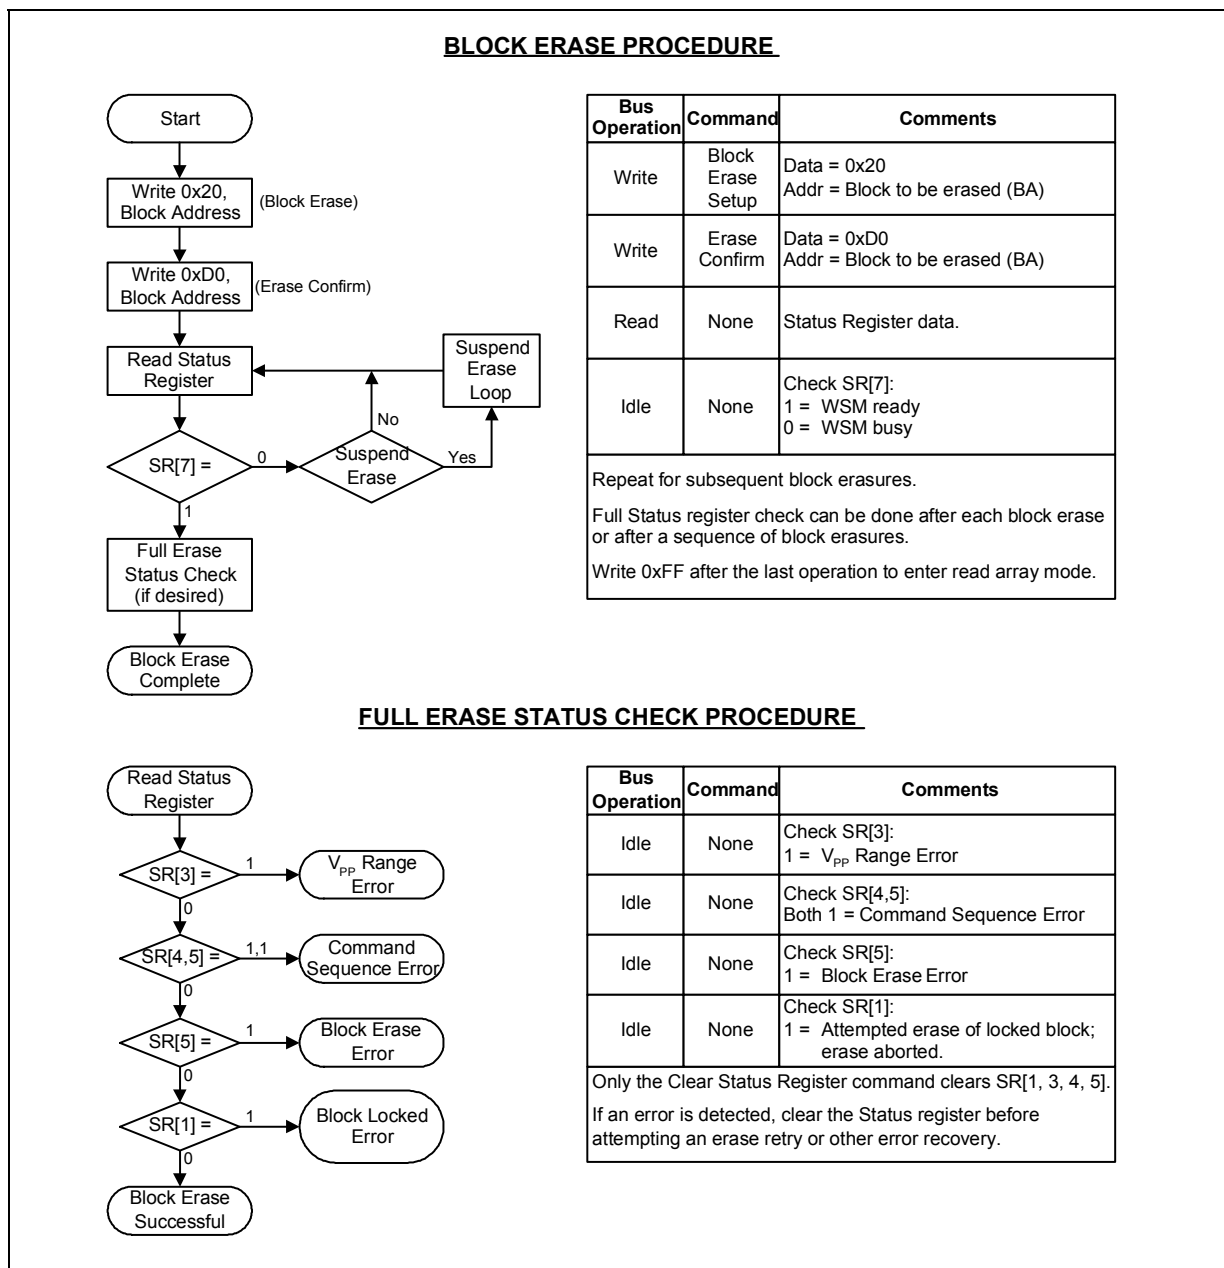 BLOCK ERASE PROCEDURE
Start
Write 0x20,
Block Address
(Block Erase)
Write 0xD0,
Block Address
(Erase Confirm)
Read Status
Register
Suspend
Erase
Loop
No
SR[7] =
0
Suspend
Erase
Yes
1
Full Erase
Status Check
(if desired)
Block Erase
Complete
Bus
Operation
Command
Comments
Write
Block
Erase
Setup
Data = 0x20
Addr = Block to be erased (BA)
Write
Erase
Confirm
Data = 0xD0
Addr = Block to be erased (BA)
Read
None
Status Register data.
Idle
None
Check SR[7]:
1 = WSM ready
0 = WSM busy
Repeat for subsequent block erasures.
Full Status register check can be done after each block erase
or after a sequence of block erasures.
Write 0xFF after the last operation to enter read array mode.
FULL ERASE STATUS CHECK PROCEDURE
Read Status
Register
SR[3] =
1
VPP Range
Error
0
SR[4,5] =
1,1
Command
Sequence Error
0
SR[5] =
1
Block Erase
Error
0
SR[1] =
1
Block Locked
Error
0
Block Erase
Successful
Bus
Operation
Command
Comments
Idle
None
Check SR[3]:
1 = VPP Range Error
Idle
None
Check SR[4,5]:
Both 1 = Command Sequence Error
Idle
None
Check SR[5]:
1 = Block Erase Error
Idle
None
Check SR[1]:
1 = Attempted erase of locked block;
erase aborted.
Only the Clear Status Register command clears SR[1, 3, 4, 5].
If an error is detected, clear the Status register before
attempting an erase retry or other error recovery.